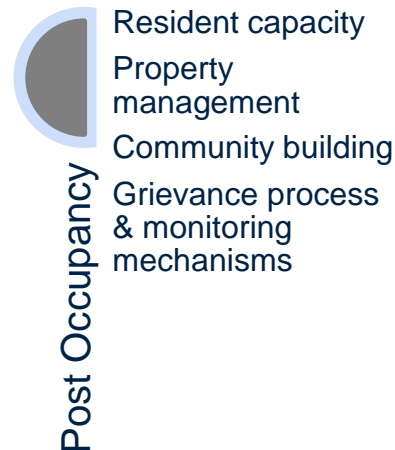 Resident capacity
Property
management
Community building
Grievance process
& monitoring
mechanisms
Post Occupancy